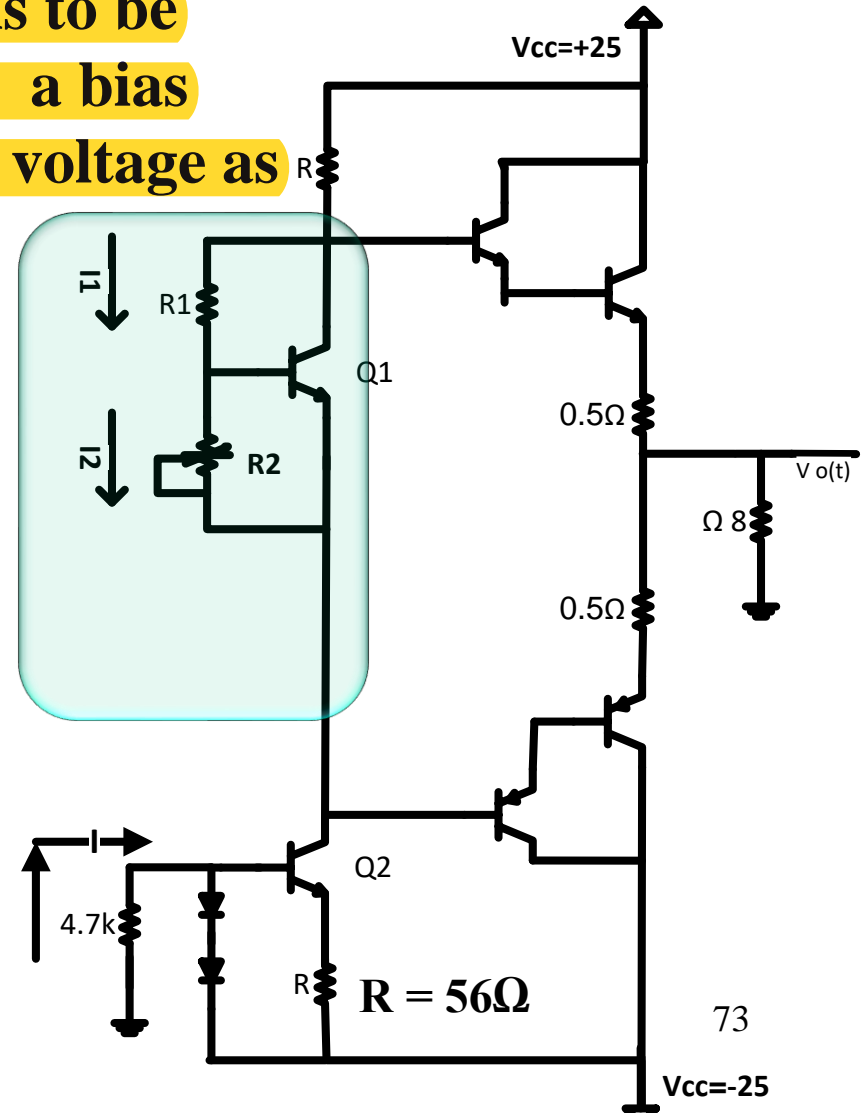 is to be
a bias
voltage as
Vcc=+25
R
I1
R1
Q1
I2
R2
0.5Ω
V o(t)
Ω 8
0.5Ω
Q2
4.7k
R
R = 56Ω
73
Vcc=-25